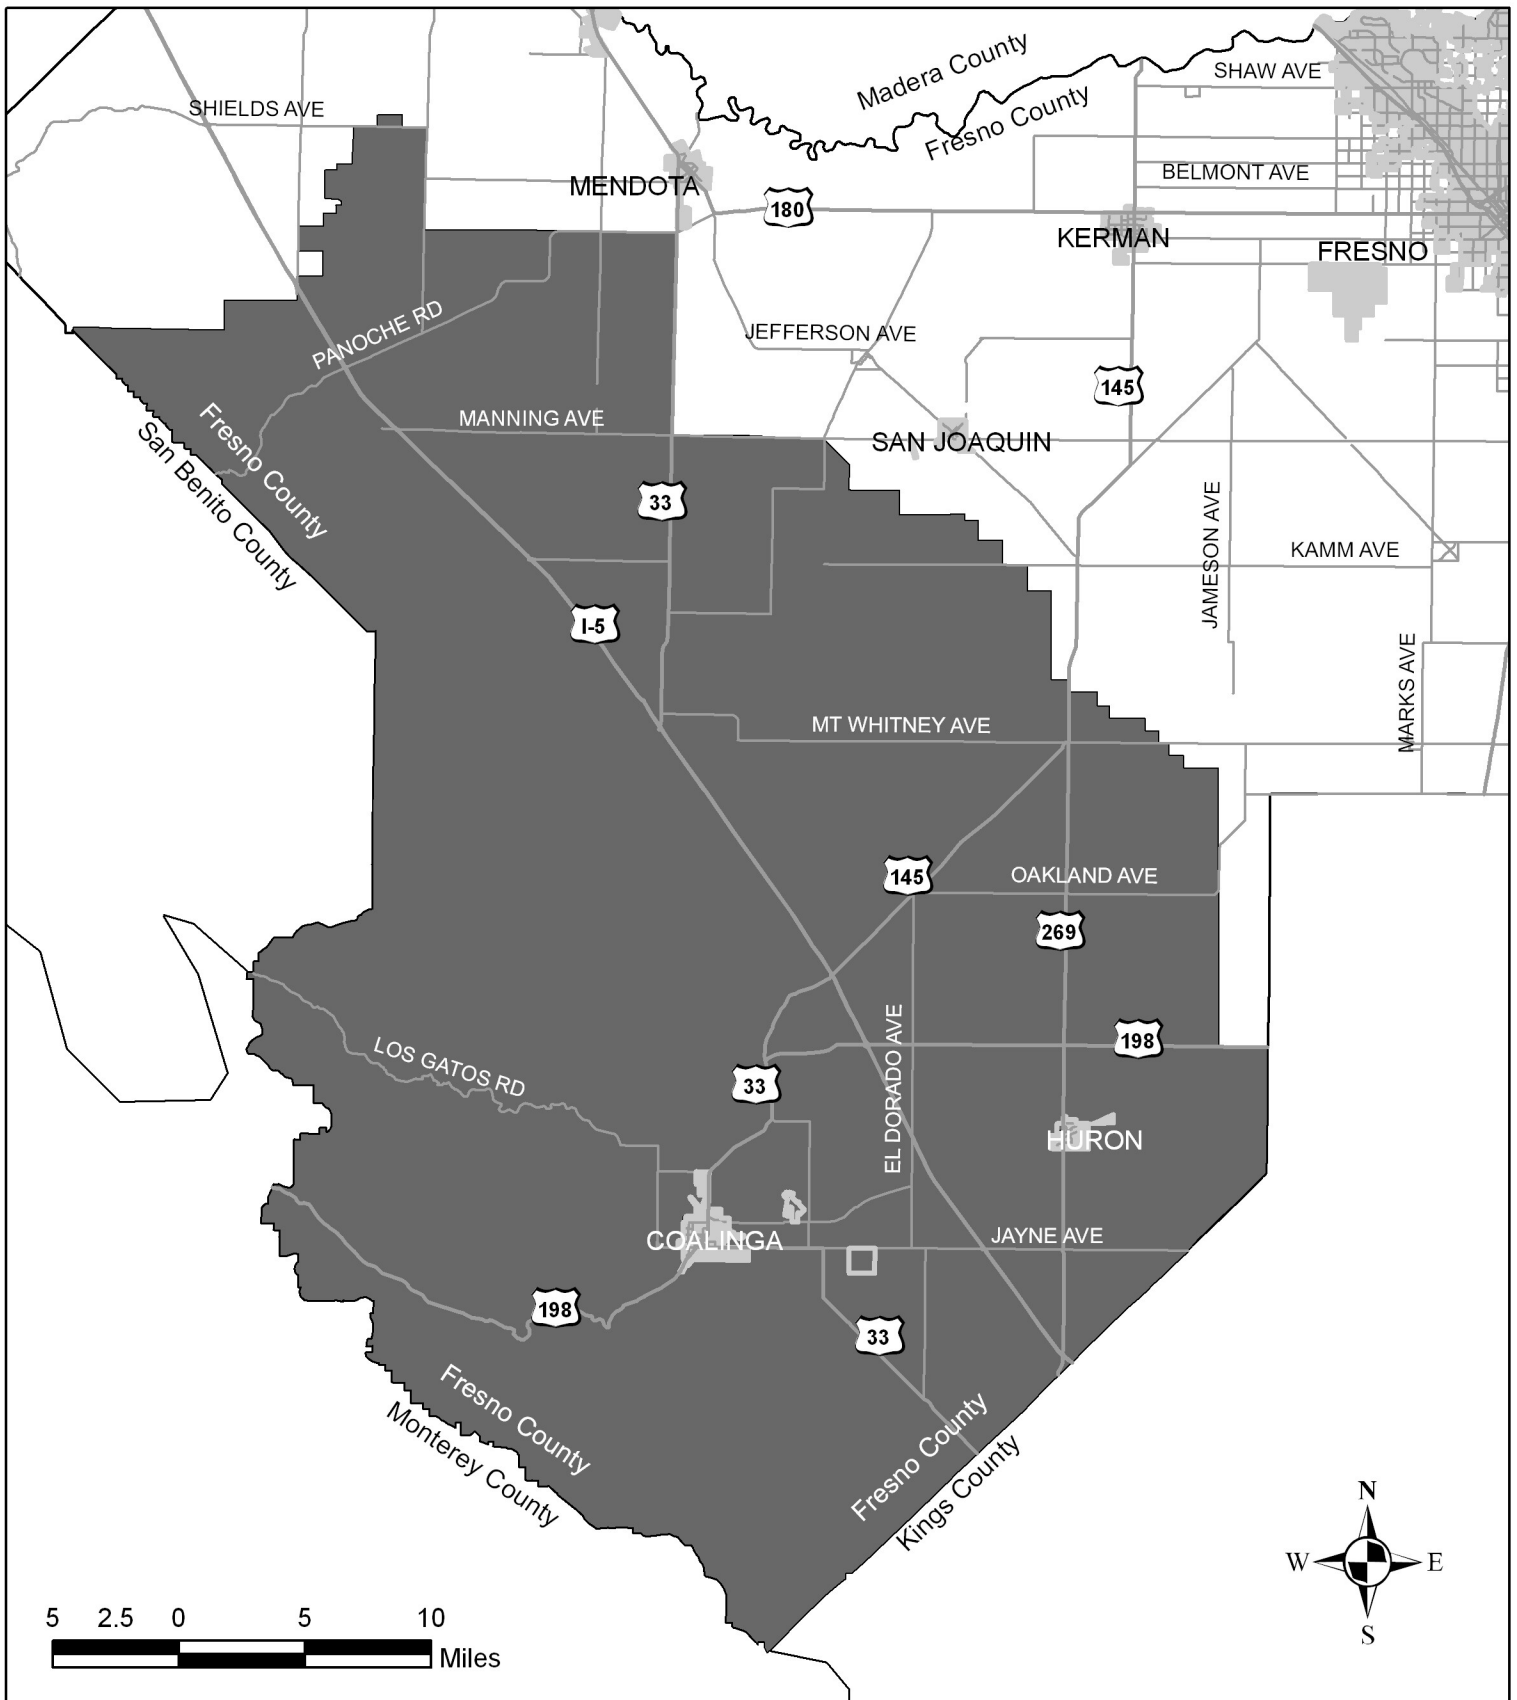 Madera County
SHAW AVE
Fresno County
SHIELDS AVE
BELMONT AVE
MENDOTA
180
KERMAN
FRESNO
PANOCHE RD
JEFFERSON AVE
145
MANNING AVE
SAN JOAQUIN
Fresno County
San Benito County
33
JAMESON AVE
KAMM AVE
I-5
MARKS AVE
MT WHITNEY AVE
145
OAKLAND AVE
269
198
LOS GATOS RD
EL DORADO AVE
33
HURON
COALINGA
JAYNE AVE
198
33
Fresno County
Monterey County
Fresno County
Kings County
N
W
E
S
5 2.5 0 5 10
Miles